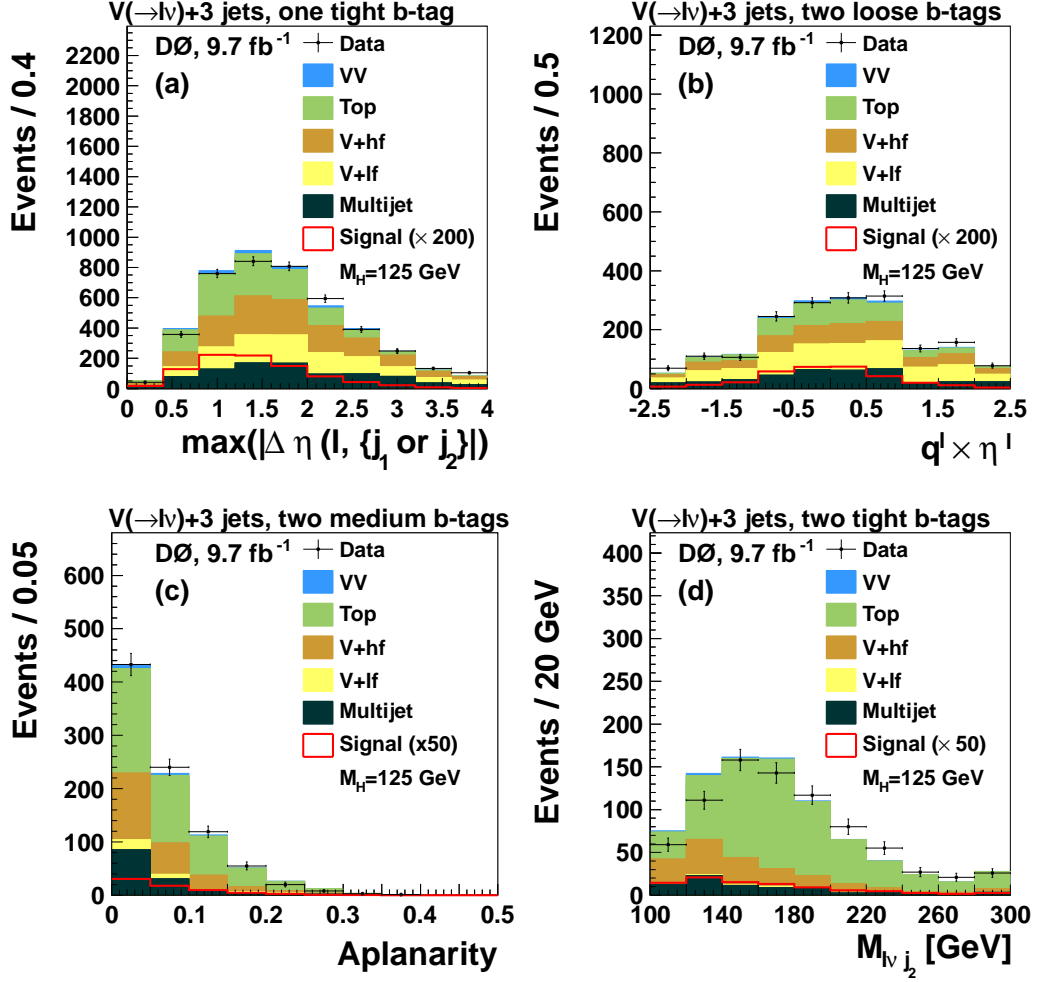 V(→lν)+3 jets, one tight b-tag
DØ, 9.7 fb⁻¹
(a)
Data
VV
Top
V+hf
V+lf
Multijet
Signal (× 200)
M_H=125 GeV
Events / 0.4
2200
2000
1800
1600
1400
1200
1000
800
600
400
200
0
0 0.5 1 1.5 2 2.5 3 3.5 4
max(|Δ η (l, {j₁ or j₂}|)
V(→lν)+3 jets, two loose b-tags
DØ, 9.7 fb⁻¹
(b)
Data
VV
Top
V+hf
V+lf
Multijet
Signal (× 200)
M_H=125 GeV
Events / 0.5
1200
1000
800
600
400
200
0
-2.5 -1.5 -0.5 0.5 1.5 2.5
qˡ × ηˡ
V(→lν)+3 jets, two medium b-tags
DØ, 9.7 fb⁻¹
(c)
Data
VV
Top
V+hf
V+lf
Multijet
Signal (x50)
M_H=125 GeV
Events / 0.05
600
500
400
300
200
100
0
0 0.1 0.2 0.3 0.4 0.5
Aplanarity
V(→lν)+3 jets, two tight b-tags
DØ, 9.7 fb⁻¹
(d)
Data
VV
Top
V+hf
V+lf
Multijet
Signal (× 50)
M_H=125 GeV
Events / 20 GeV
400
350
300
250
200
150
100
50
0
100 140 180 220 260 300
M_lν j₂ [GeV]